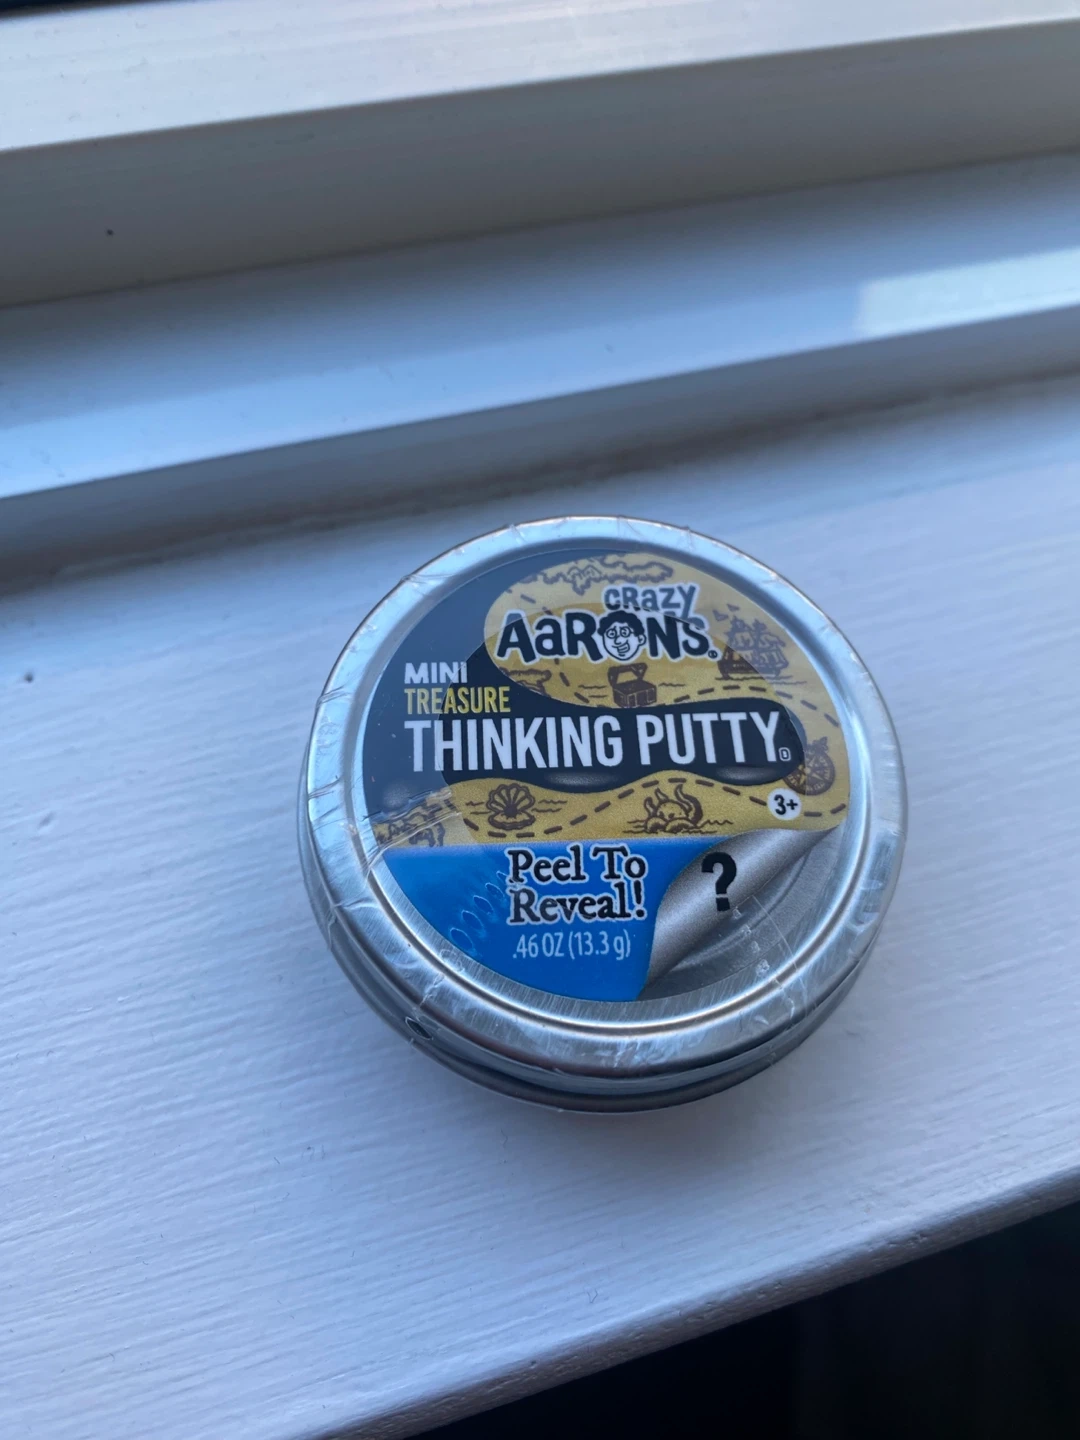 CRaZY
AaRONS®
MINI
TREASURE
THINKING PUTTY®
3+
Peel To
Reveal!
?
.46 OZ (13.3 g)